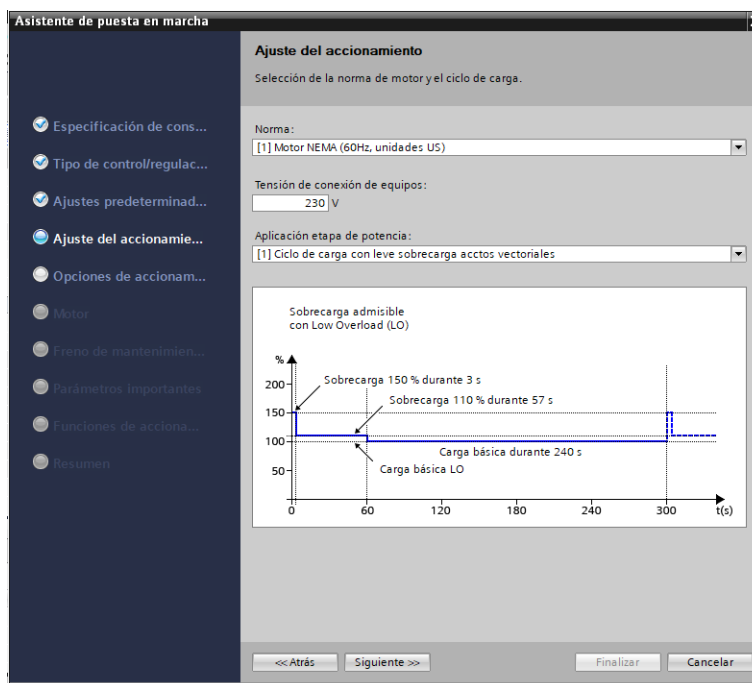 Asistente de puesta en marcha
Ajuste del accionamiento
Selección de la norma de motor y el ciclo de carga.
Especificación de cons...
Tipo de control/regulac...
Ajustes predeterminad...
Ajuste del accionamie...
Opciones de accionam...
Motor
Freno de mantenimien...
Parámetros importantes
Funciones de acciona...
Resumen
Norma:
[1] Motor NEMA (60Hz, unidades US)
Tensión de conexión de equipos:
230 V
Aplicación etapa de potencia:
[1] Ciclo de carga con leve sobrecarga acctos vectoriales
Sobrecarga admisible
con Low Overload (LO)
%
200
Sobrecarga 150 % durante 3 s
Sobrecarga 110 % durante 57 s
150
100
Carga básica durante 240 s
Carga básica LO
50
0 60 120 180 240 300 t(s)
<< Atrás Siguiente >> Finalizar Cancelar